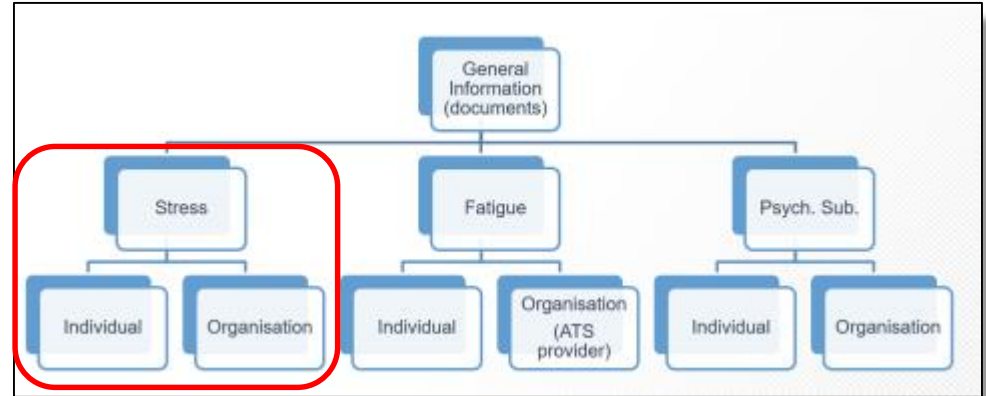 General
Information
(documents)
Stress
Fatigue
Psych. Sub.
Individual
Organisation
Individual
Organisation
(ATS
provider)
Individual
Organisation